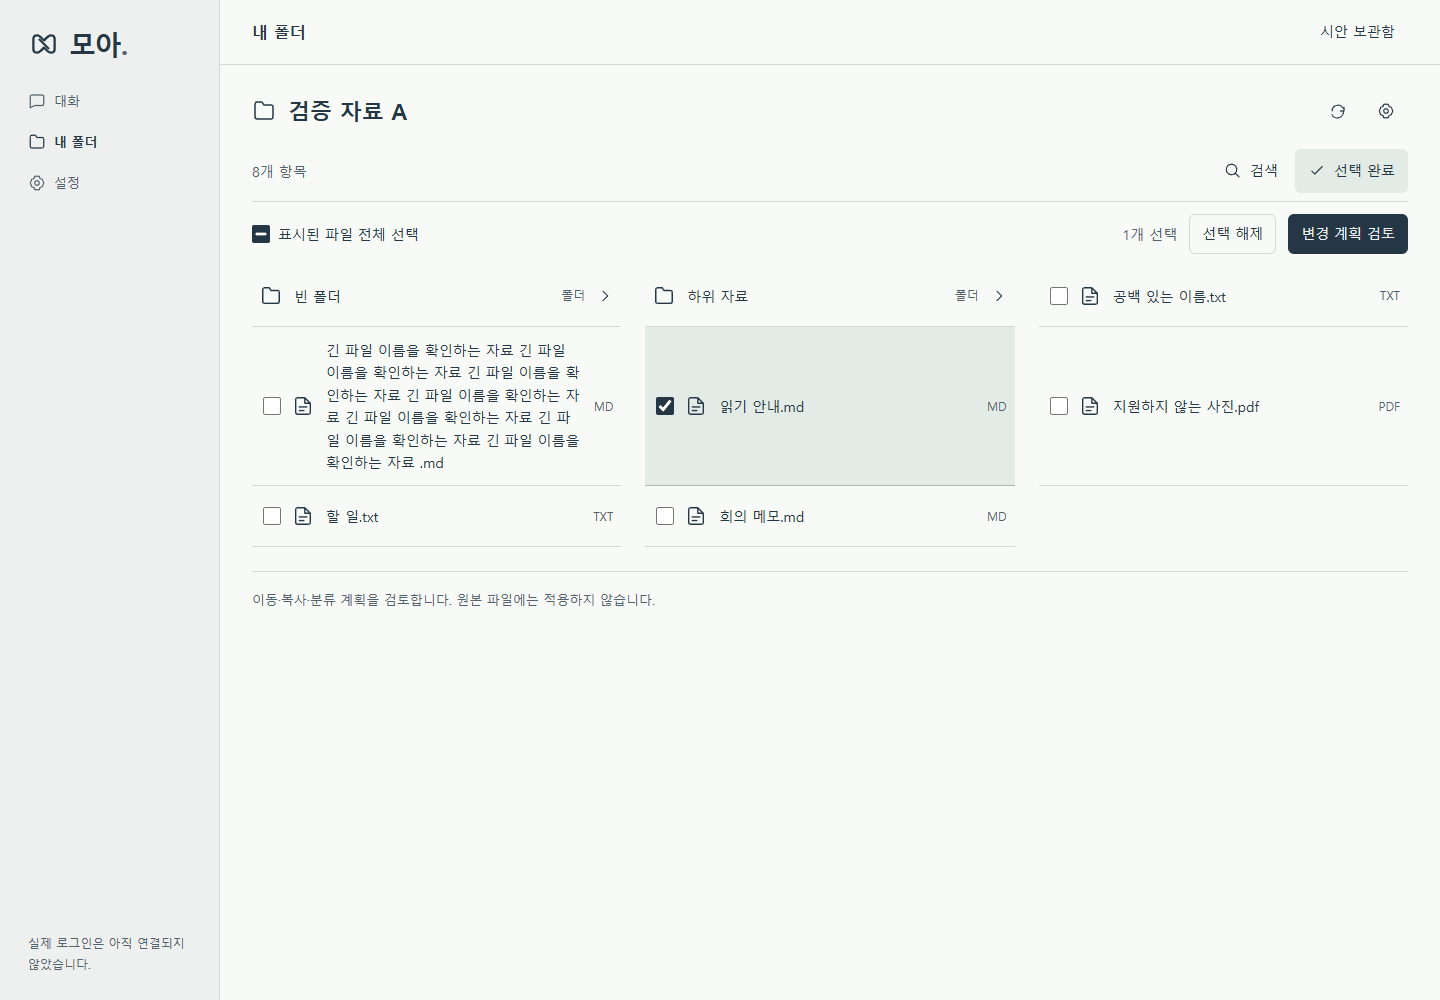 모아.
대화
내 폴더
설정
실제 로그인은 아직 연결되지
않았습니다.
내 폴더
시안 보관함
검증 자료 A
8개 항목
검색
선택 완료
표시된 파일 전체 선택
1개 선택
선택 해제
변경 계획 검토
빈 폴더
폴더
하위 자료
폴더
공백 있는 이름.txt
TXT
긴 파일 이름을 확인하는 자료 긴 파일
이름을 확인하는 자료 긴 파일 이름을 확
인하는 자료 긴 파일 이름을 확인하는 자
료 긴 파일 이름을 확인하는 자료 긴 파
일 이름을 확인하는 자료 긴 파일 이름을
확인하는 자료 .md
MD
읽기 안내.md
MD
지원하지 않는 사진.pdf
PDF
할 일.txt
TXT
회의 메모.md
MD
이동·복사·분류 계획을 검토합니다. 원본 파일에는 적용하지 않습니다.